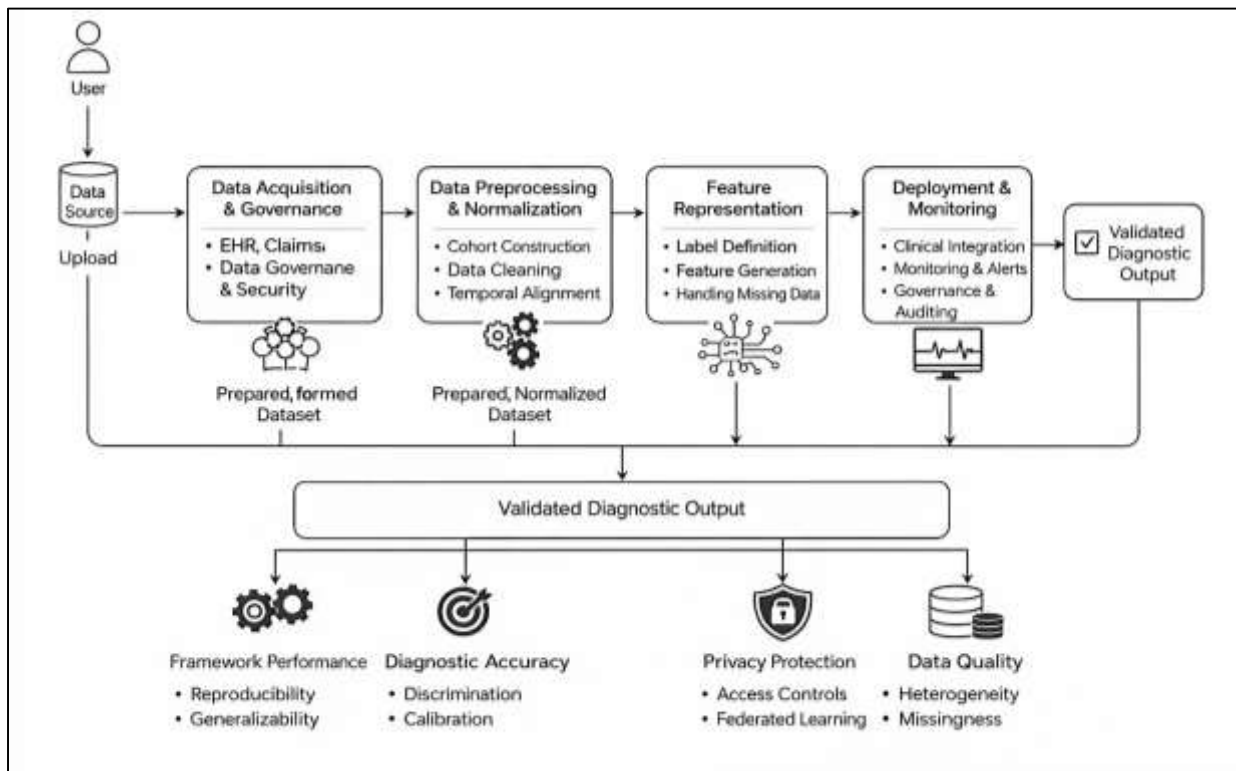 User
Data
Source
Upload
Data Acquisition
& Governance
• EHR, Claims.
• Data Governane
& Security
Prepared, formed
Dataset
Data Preprocessing
& Normalization
• Cohort Construction
• Data Cleaning
• Temporal Alignment
Prepared, Normalized
Dataset
Feature
Representation
• Label Definition
• Feature Generation
• Handling Missing Data
Deployment &
Monitoring
• Clinical Integration
• Monitoring & Alerts
• Governance &
Auditing
Validated
Diagnostic
Output
Validated Diagnostic Output
Framework Performance
• Reproducibility
• Generalizability
Diagnostic Accuracy
• Discrimination
• Calibration
Privacy Protection
• Access Controls
• Federated Learning
Data Quality
• Heterogeneity
• Missingness